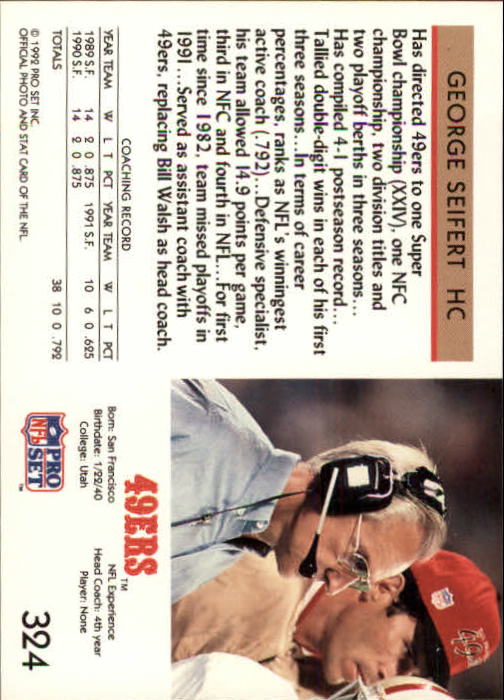 GEORGE SEIFERT HC
Has directed 49ers to one Super
Bowl championship (XXIV), one NFC
championship, two division titles and
two playoff berths in three seasons...
Has compiled 4-1 postseason record...
Tallied double-digit wins in each of his first
three seasons...In terms of career
percentages, ranks as NFL's winningest
active coach (.792)...Defensive specialist,
his team allowed 14.9 points per game,
third in NFC and fourth in NFL...For first
time since 1982, team missed playoffs in
1991...Served as assistant coach with
49ers, replacing Bill Walsh as head coach.
COACHING RECORD
YEAR TEAM W L T PCT YEAR TEAM W L T PCT
1989 S.F. 14 2 0 .875 1991 S.F. 10 6 0 .625
1990 S.F. 14 2 0 .875
TOTALS 38 10 0 .792
© 1992 PRO SET INC.
OFFICIAL PHOTO AND STAT CARD OF THE NFL
49
NFL
49ERS™
Born: San Francisco
Birthdate: 1/22/40
College: Utah
NFL Experience
Head Coach: 4th year
Player: None
PRO
NFL SET™
324